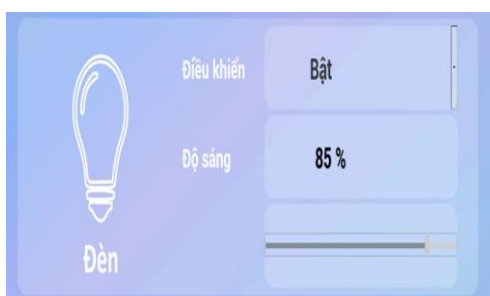 Điều khiển
Bật
Độ sáng
85 %
Đèn